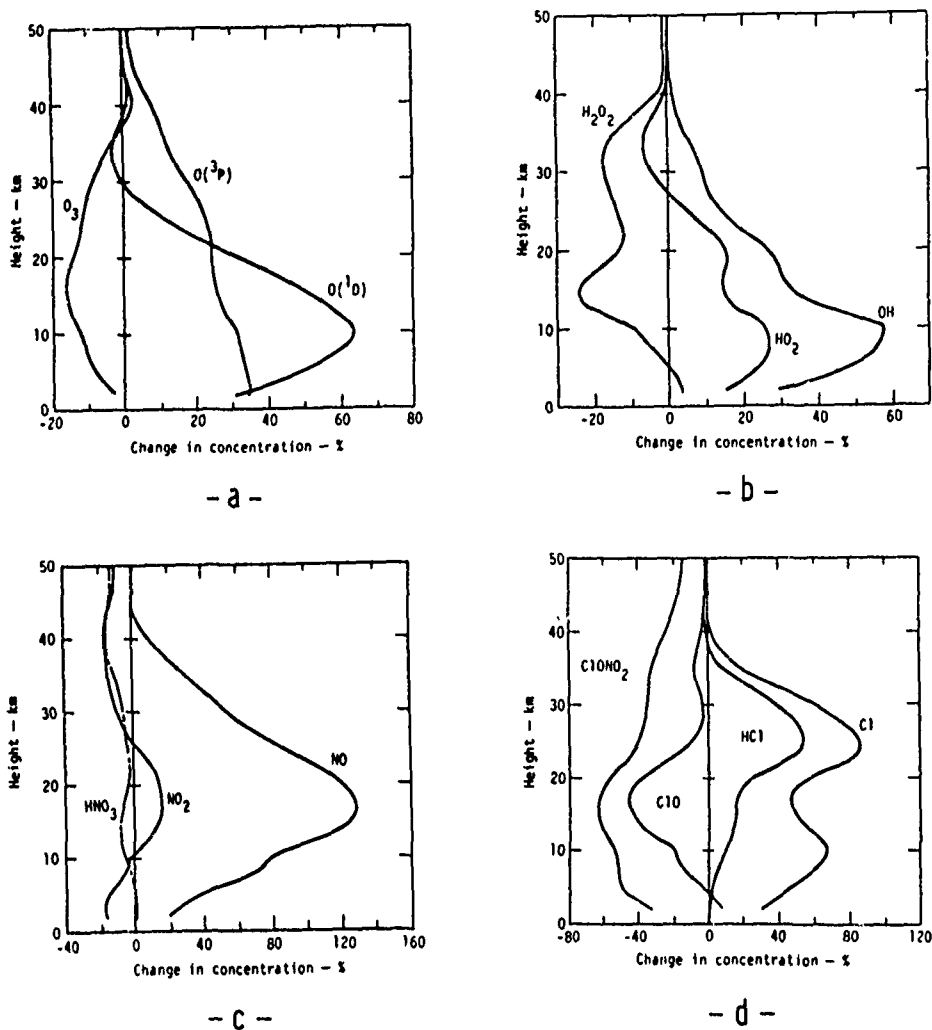 50
40
30
20
10
0
Height — km
O3
O(3P)
O(1D)
-20 0 20 40 60 80
Change in concentration — %
- a -
50
40
30
20
10
0
Height — km
H2O2
HO2
OH
-20 0 20 40 60
Change in concentration — %
- b -
50
40
30
20
10
0
Height — km
HNO3
NO2
NO
-40 0 40 80 120 160
Change in concentration — %
- c -
50
40
30
20
10
0
Height — km
ClONO2
ClO
HCl
Cl
-80 -40 0 40 80 120
Change in concentration — %
- d -